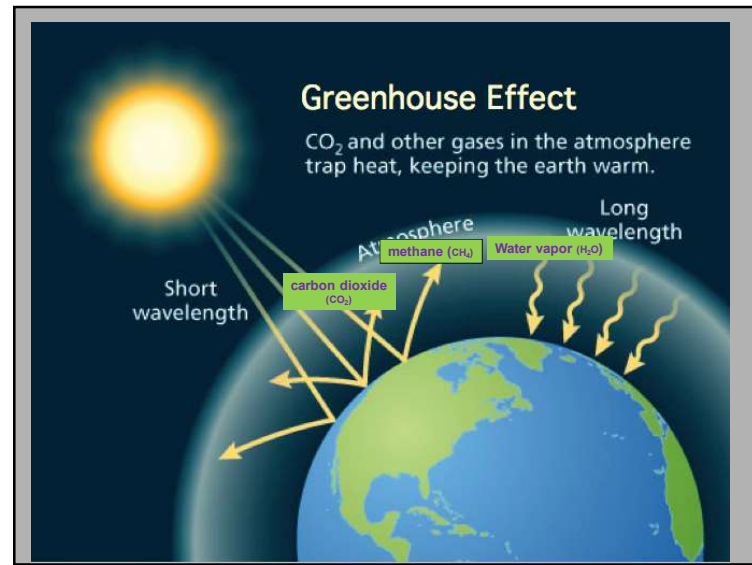 Greenhouse Effect
CO₂ and other gases in the atmosphere
trap heat, keeping the earth warm.
Long
wavelength
Atmosphere
methane (CH₄)
Water vapor (H₂O)
carbon dioxide
(CO₂)
Short
wavelength